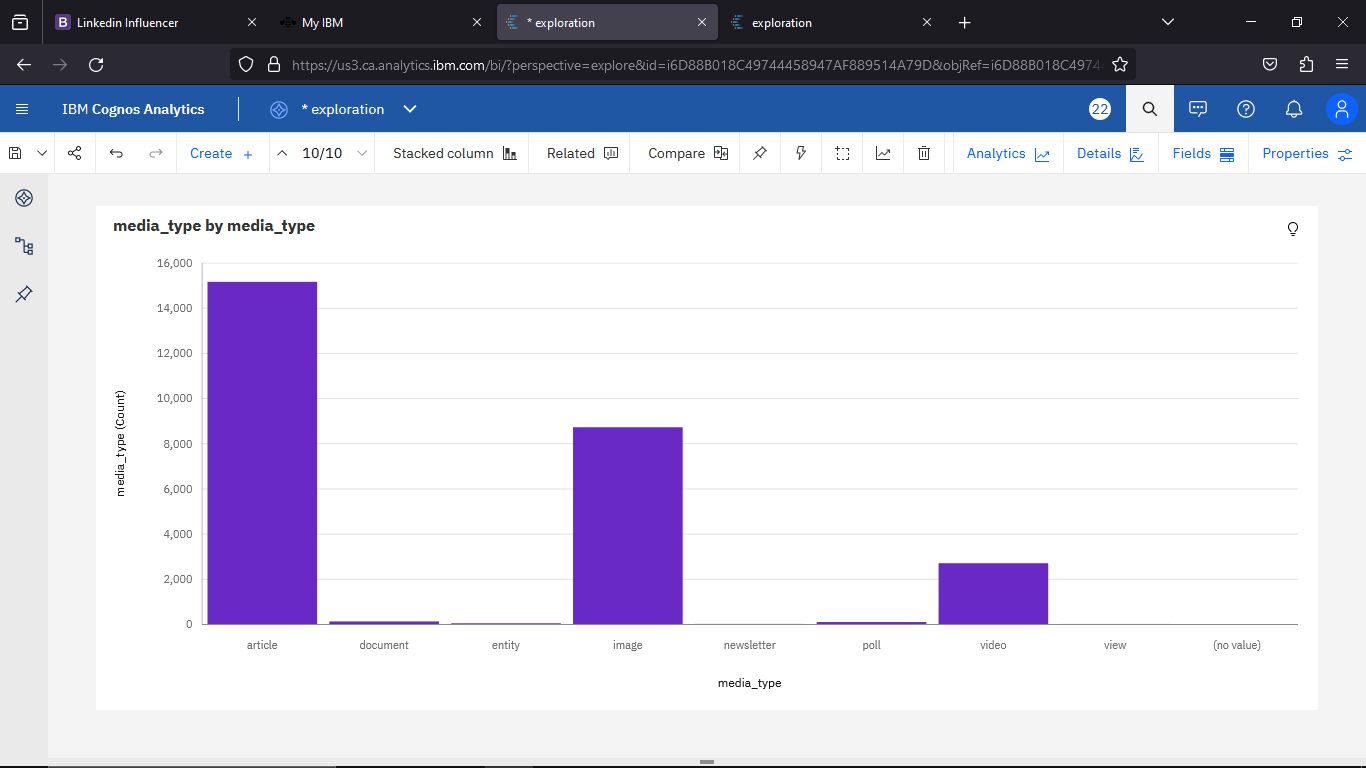 Linkedin Influencer
My IBM
* exploration
exploration
https://us3.ca.analytics.ibm.com/bi/?perspective=explore&id=i6D88B018C49744458947AF889514A79D&objRef=i6D88B018C4974
IBM Cognos Analytics
* exploration
22
Create +
10/10
Stacked column
Related
Compare
Analytics
Details
Fields
Properties
media_type by media_type
16,000
14,000
12,000
10,000
8,000
6,000
4,000
2,000
0
media_type (Count)
article
document
entity
image
newsletter
poll
video
view
(no value)
media_type